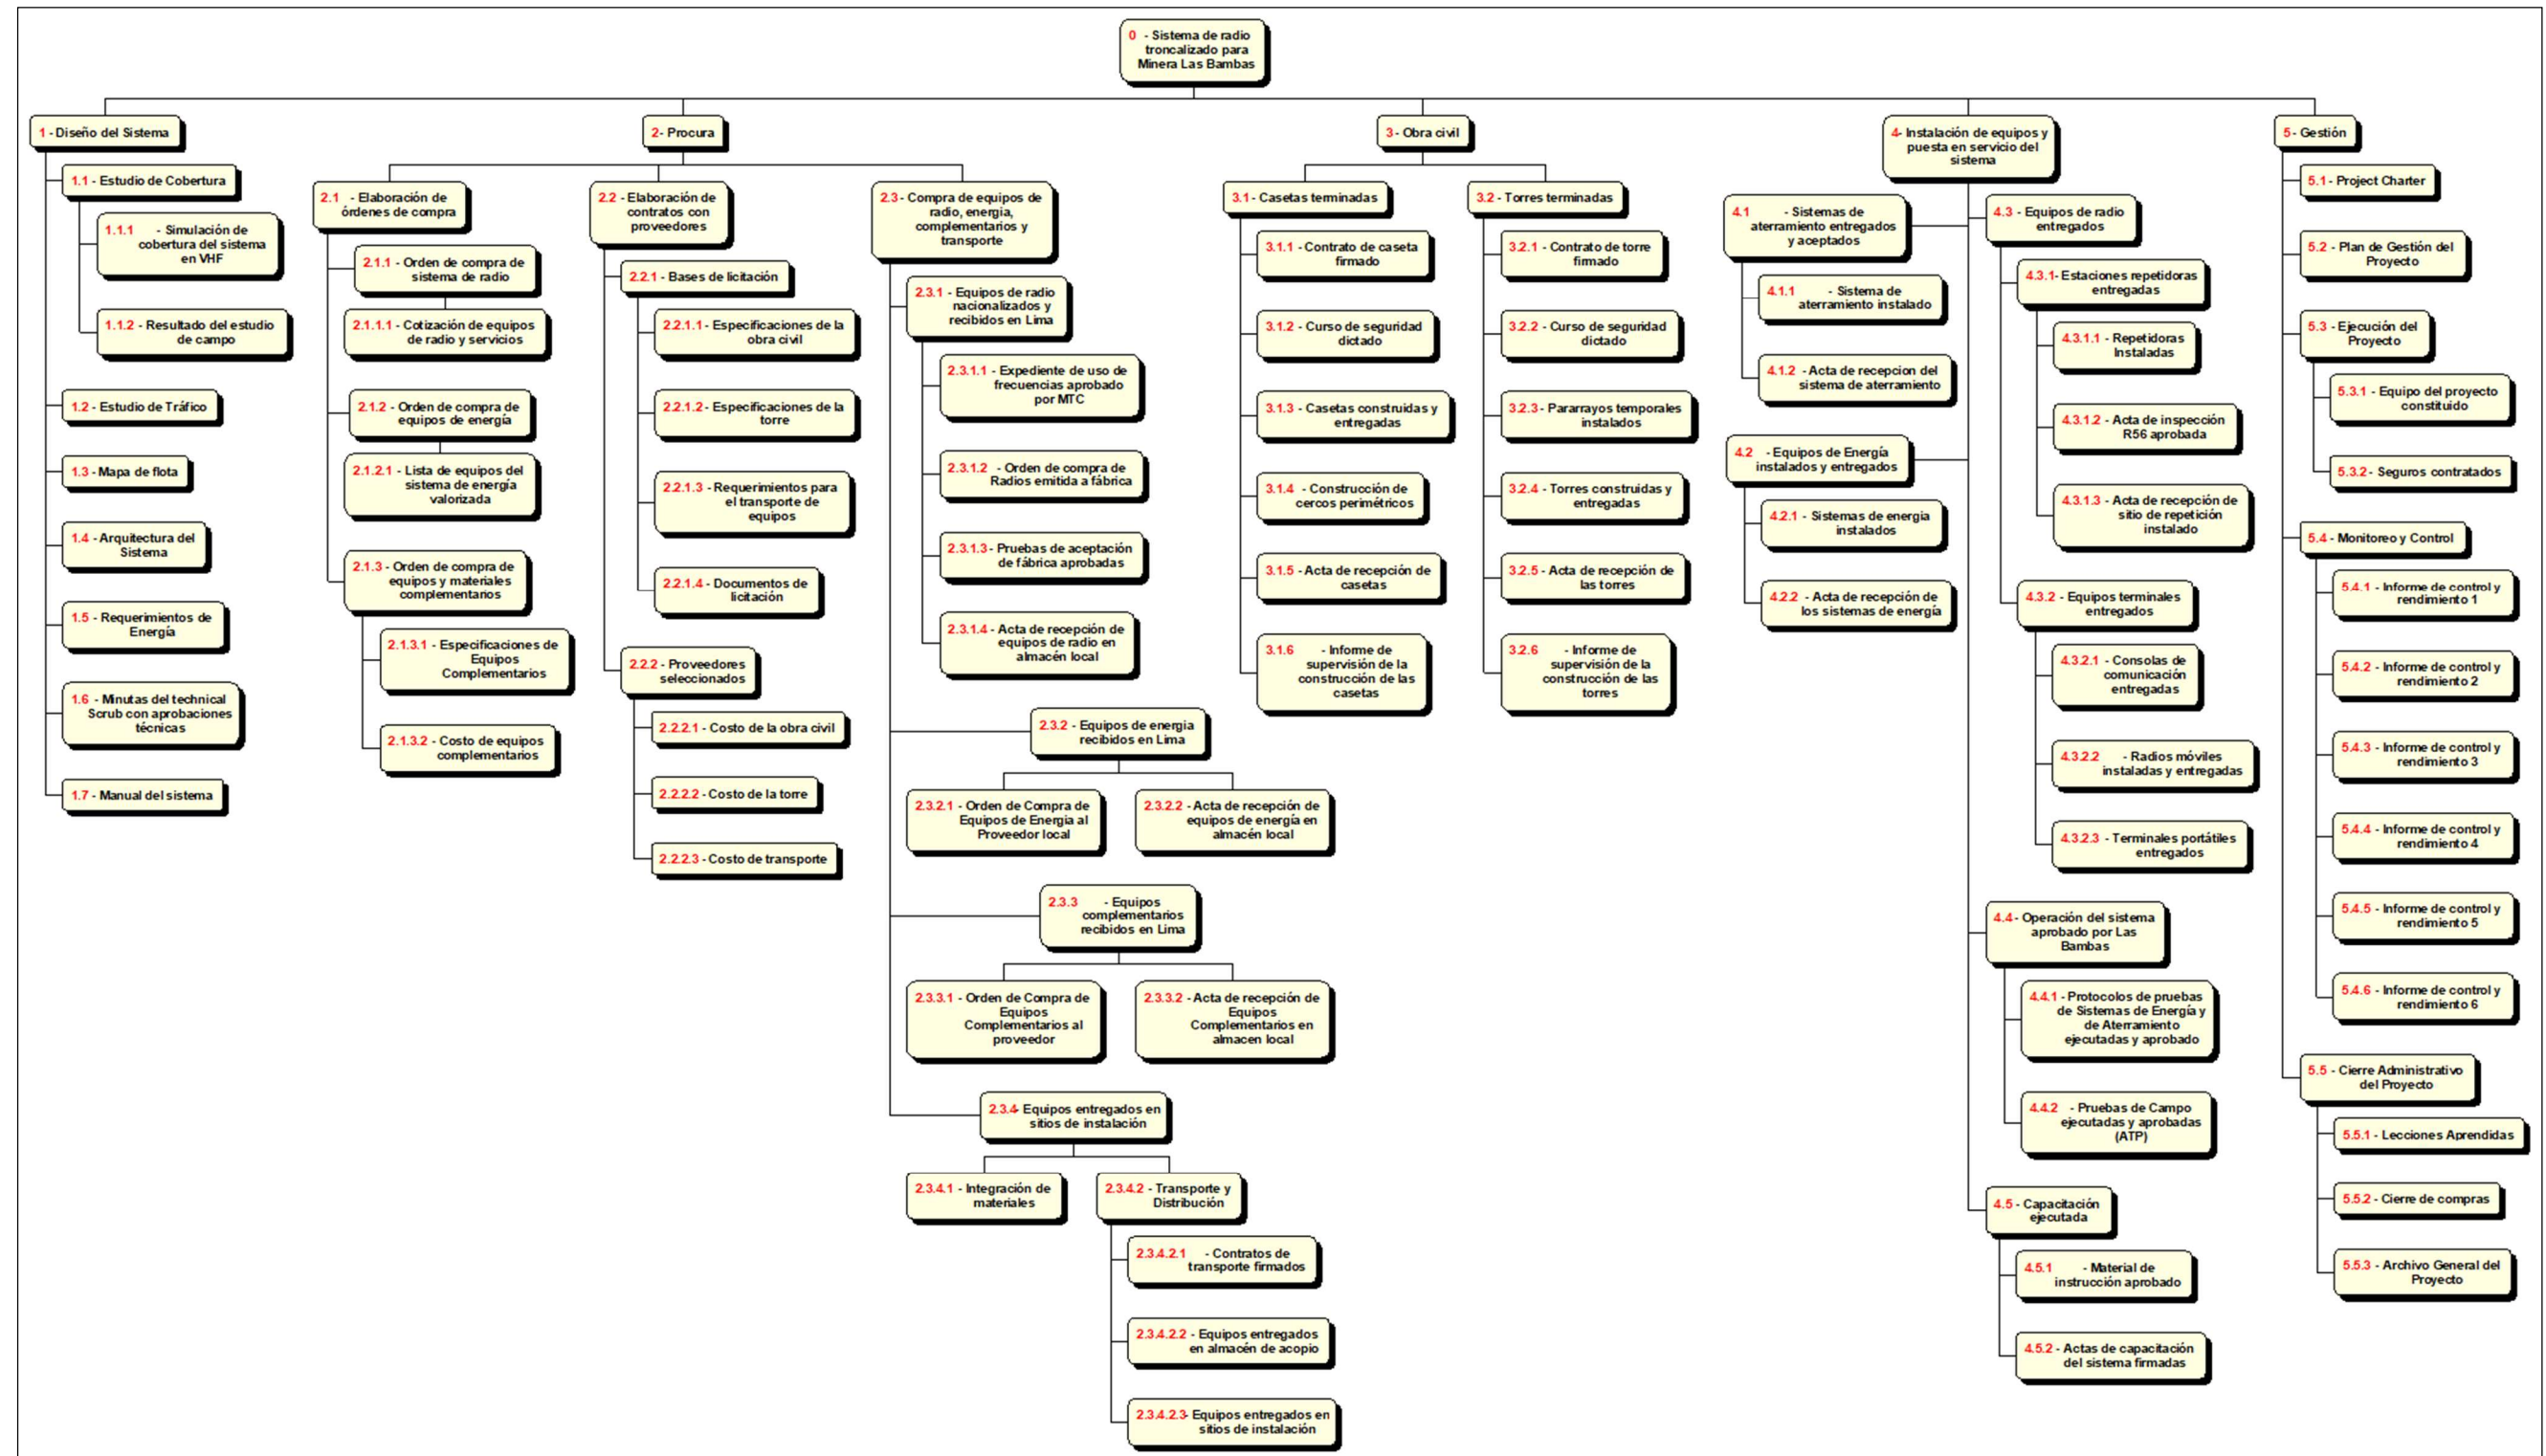 0 - Sistema de radio
troncalizado para
Minera Las Bambas
1 - Diseño del Sistema
1.1 - Estudio de Cobertura
1.1.1 - Simulación de
cobertura del sistema
en VHF
1.1.2 - Resultado del estudio
de campo
1.2 - Estudio de Tráfico
1.3 - Mapa de flota
1.4 - Arquitectura del
Sistema
1.5 - Requerimientos de
Energía
1.6 - Minutas del technical
Scrub con aprobaciones
técnicas
1.7 - Manual del sistema
2- Procura
2.1 - Elaboración de
órdenes de compra
2.1.1 - Orden de compra de
sistema de radio
2.1.1.1 - Cotización de equipos
de radio y servicios
2.1.2 - Orden de compra de
equipos de energía
2.1.2.1 - Lista de equipos del
sistema de energía
valorizada
2.1.3 - Orden de compra de
equipos y materiales
complementarios
2.1.3.1 - Especificaciones de
Equipos
Complementarios
2.1.3.2 - Costo de equipos
complementarios
2.2 - Elaboración de
contratos con
proveedores
2.2.1 - Bases de licitación
2.2.1.1 - Especificaciones de la
obra civil
2.2.1.2 - Especificaciones de la
torre
2.2.1.3 - Requerimientos para
el transporte de
equipos
2.2.1.4 - Documentos de
licitación
2.2.2 - Proveedores
seleccionados
2.2.2.1 - Costo de la obra civil
2.2.2.2 - Costo de la torre
2.2.2.3 - Costo de transporte
2.3 - Compra de equipos de
radio, energia,
complementarios y
transporte
2.3.1 - Equipos de radio
nacionalizados y
recibidos en Lima
2.3.1.1 - Expediente de uso de
frecuencias aprobado
por MTC
2.3.1.2 - Orden de compra de
Radios emitida a fábrica
2.3.1.3 - Pruebas de aceptación
de fábrica aprobadas
2.3.1.4 - Acta de recepción de
equipos de radio en
almacén local
2.3.2 - Equipos de energia
recibidos en Lima
2.3.2.1 - Orden de Compra de
Equipos de Energía al
Proveedor local
2.3.2.2 - Acta de recepción de
equipos de energía en
almacén local
2.3.3 - Equipos
complementarios
recibidos en Lima
2.3.3.1 - Orden de Compra de
Equipos
Complementarios al
proveedor
2.3.3.2 - Acta de recepción de
Equipos
Complementarios en
almacen local
2.3.4- Equipos entregados en
sitios de instalación
2.3.4.1 - Integración de
materiales
2.3.4.2 - Transporte y
Distribución
2.3.4.2.1 - Contratos de
transporte firmados
2.3.4.2.2 - Equipos entregados
en almacén de acopio
2.3.4.2.3- Equipos entregados en
sitios de instalación
3 - Obra civil
3.1 - Casetas terminadas
3.1.1 - Contrato de caseta
firmado
3.1.2 - Curso de seguridad
dictado
3.1.3 - Casetas construidas y
entregadas
3.1.4 - Construcción de
cercos perimétricos
3.1.5 - Acta de recepción de
casetas
3.1.6 - Informe de
supervisión de la
construcción de las
casetas
3.2 - Torres terminadas
3.2.1 - Contrato de torre
firmado
3.2.2 - Curso de seguridad
dictado
3.2.3 - Pararrayos temporales
instalados
3.2.4 - Torres construidas y
entregadas
3.2.5 - Acta de recepción de
las torres
3.2.6 - Informe de
supervisión de la
construcción de las
torres
4- Instalación de equipos y
puesta en servicio del
sistema
4.1 - Sistemas de
aterramiento entregados
y aceptados
4.1.1 - Sistema de
aterramiento instalado
4.1.2 - Acta de recepcion del
sistema de aterramiento
4.2 - Equipos de Energía
instalados y entregados
4.2.1 - Sistemas de energia
instalados
4.2.2 - Acta de recepción de
los sistemas de energía
4.3 - Equipos de radio
entregados
4.3.1- Estaciones repetidoras
entregadas
4.3.1.1 - Repetidoras
Instaladas
4.3.1.2 - Acta de inspección
R56 aprobada
4.3.1.3 - Acta de recepción de
sitio de repetición
instalado
4.3.2 - Equipos terminales
entregados
4.3.2.1 - Consolas de
comunicación
entregadas
4.3.2.2 - Radios móviles
instaladas y entregadas
4.3.2.3 - Terminales portátiles
entregados
4.4 - Operación del sistema
aprobado por Las
Bambas
4.4.1 - Protocolos de pruebas
de Sistemas de Energía y
de Aterramiento
ejecutadas y aprobado
4.4.2 - Pruebas de Campo
ejecutadas y aprobadas
(ATP)
4.5 - Capacitación
ejecutada
4.5.1 - Material de
instrucción aprobado
4.5.2 - Actas de capacitación
del sistema firmadas
5 - Gestión
5.1 - Project Charter
5.2 - Plan de Gestión del
Proyecto
5.3 - Ejecución del
Proyecto
5.3.1 - Equipo del proyecto
constituido
5.3.2 - Seguros contratados
5.4 - Monitoreo y Control
5.4.1 - Informe de control y
rendimiento 1
5.4.2 - Informe de control y
rendimiento 2
5.4.3 - Informe de control y
rendimiento 3
5.4.4 - Informe de control y
rendimiento 4
5.4.5 - Informe de control y
rendimiento 5
5.4.6 - Informe de control y
rendimiento 6
5.5 - Cierre Administrativo
del Proyecto
5.5.1 - Lecciones Aprendidas
5.5.2 - Cierre de compras
5.5.3 - Archivo General del
Proyecto